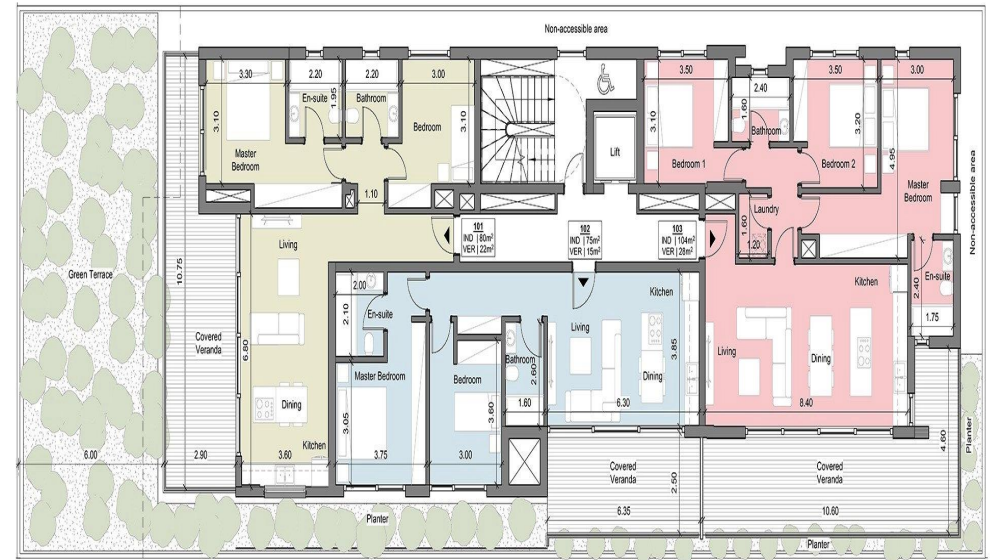 Non-accessible area
3.30
2.20
2.20
3.00
3.50
2.40
3.50
3.00
En-suite
1.95
Bathroom
3.10
3.10
Bedroom
Master
Bedroom
1.10
Lift
3.10
1.60
Bathroom
3.20
4.95
Bedroom 1
Bedroom 2
Master
Bedroom
Non-accessible area
Laundry
1.60
1.20
101
IND | 80m²
VER | 22m²
102
IND | 75m²
VER | 15m²
103
IND | 104m²
VER | 28m²
Green Terrace
10.75
Living
2.00
En-suite
2.10
Kitchen
Kitchen
En-suite
2.40
1.75
Covered
Veranda
6.80
Living
3.85
Living
Dining
Master Bedroom
Bedroom
Bathroom
2.60
Dining
Dining
3.05
3.60
1.60
6.30
8.40
Kitchen
6.00
2.90
3.60
3.75
3.00
Covered
Veranda
2.50
Covered
Veranda
4.60
Planter
6.35
10.60
Planter
Planter